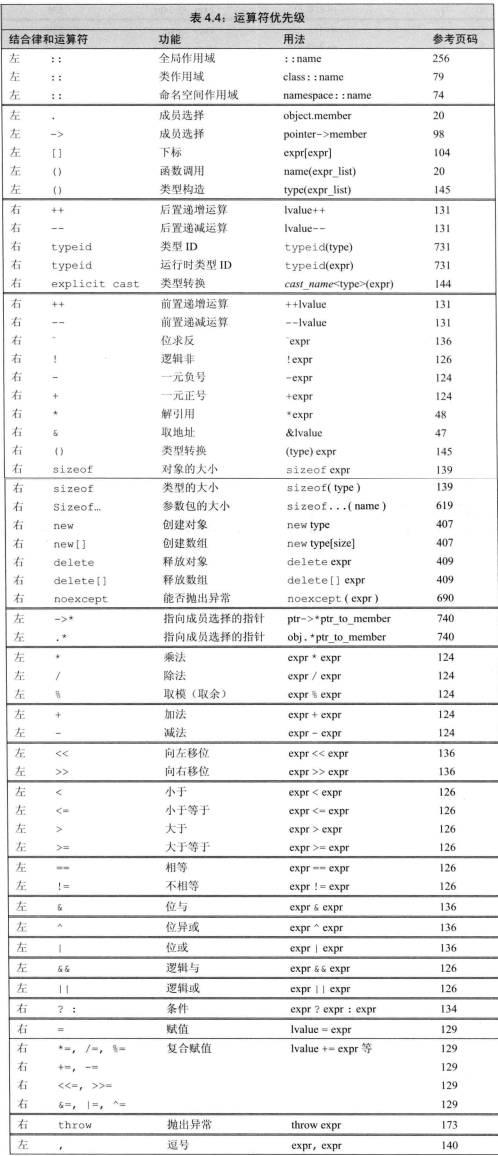 表 4.4：运算符优先级
结合律和运算符 功能 用法 参考页码
左 :: 全局作用域 ::name 256
左 :: 类作用域 class::name 79
左 :: 命名空间作用域 namespace::name 74
左 . 成员选择 object.member 20
左 -> 成员选择 pointer->member 98
左 [] 下标 expr[expr] 104
左 () 函数调用 name(expr_list) 20
左 () 类型构造 type(expr_list) 145
右 ++ 后置递增运算 lvalue++ 131
右 -- 后置递减运算 lvalue-- 131
右 typeid 类型 ID typeid(type) 731
右 typeid 运行时类型 ID typeid(expr) 731
右 explicit cast 类型转换 cast_name<type>(expr) 144
右 ++ 前置递增运算 ++lvalue 131
右 -- 前置递减运算 --lvalue 131
右 ~ 位求反 ~expr 136
右 ! 逻辑非 !expr 126
右 - 一元负号 -expr 124
右 + 一元正号 +expr 124
右 * 解引用 *expr 48
右 & 取地址 &lvalue 47
右 () 类型转换 (type) expr 145
右 sizeof 对象的大小 sizeof expr 139
右 sizeof 类型的大小 sizeof( type ) 139
右 Sizeof… 参数包的大小 sizeof...( name ) 619
右 new 创建对象 new type 407
右 new[] 创建数组 new type[size] 407
右 delete 释放对象 delete expr 409
右 delete[] 释放数组 delete[] expr 409
右 noexcept 能否抛出异常 noexcept ( expr ) 690
左 ->* 指向成员选择的指针 ptr->*ptr_to_member 740
左 .* 指向成员选择的指针 obj.*ptr_to_member 740
左 * 乘法 expr * expr 124
左 / 除法 expr / expr 124
左 % 取模（取余） expr % expr 124
左 + 加法 expr + expr 124
左 - 减法 expr - expr 124
左 << 向左移位 expr << expr 136
左 >> 向右移位 expr >> expr 136
左 < 小于 expr < expr 126
左 <= 小于等于 expr <= expr 126
左 > 大于 expr > expr 126
左 >= 大于等于 expr >= expr 126
左 == 相等 expr == expr 126
左 != 不相等 expr != expr 126
左 & 位与 expr & expr 136
左 ^ 位异或 expr ^ expr 136
左 | 位或 expr | expr 136
左 && 逻辑与 expr && expr 126
左 || 逻辑或 expr || expr 126
右 ? : 条件 expr ? expr : expr 134
右 = 赋值 lvalue = expr 129
右 *=, /=, %= 复合赋值 lvalue += expr 等 129
右 +=, -= 129
右 <<=, >>= 129
右 &=, |=, ^= 129
右 throw 抛出异常 throw expr 173
左 , 逗号 expr, expr 140